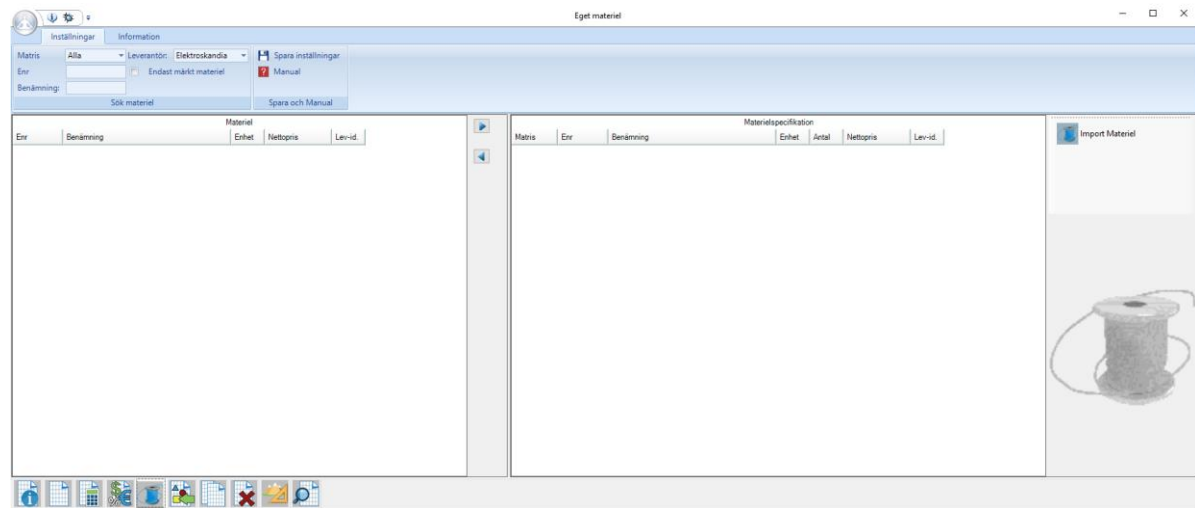 Eget materiel
Inställningar Information
Matris Alla Leverantör: Elektroskandia Spara inställningar
Enr Endast märkt materiel Manual
Benämning:
Sök materiel Spara och Manual
Materiel
Enr Benämning Enhet Nettopris Lev-id.
Materielspecifikation
Matris Enr Benämning Enhet Antal Nettopris Lev-id.
Import Materiel